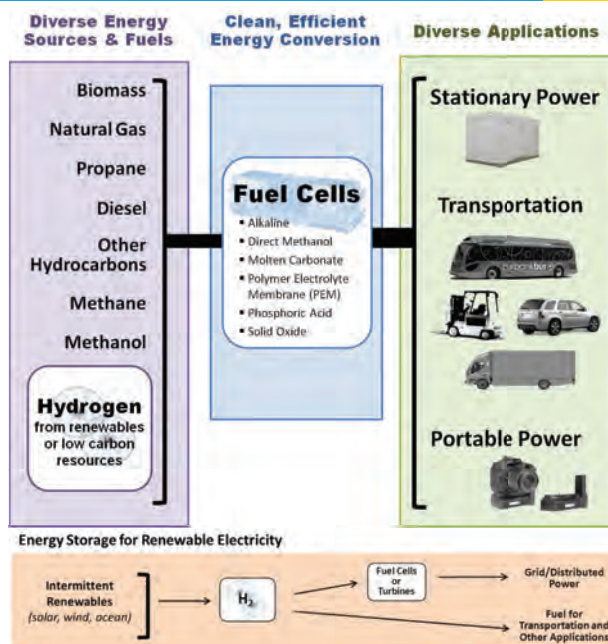 Diverse Energy
Sources & Fuels
Clean, Efficient
Energy Conversion
Diverse Applications
Biomass
Natural Gas
Propane
Diesel
Other
Hydrocarbons
Methane
Methanol
Hydrogen
from renewables
or low carbon
resources
Fuel Cells
▪ Alkaline
▪ Direct Methanol
▪ Molten Carbonate
▪ Polymer Electrolyte
Membrane (PEM)
▪ Phosphoric Acid
▪ Solid Oxide
Stationary Power
Transportation
Portable Power
Energy Storage for Renewable Electricity
Intermittent
Renewables
(solar, wind, ocean)
H₂
Fuel Cells
or
Turbines
Grid/Distributed
Power
Fuel for
Transportation and
Other Applications